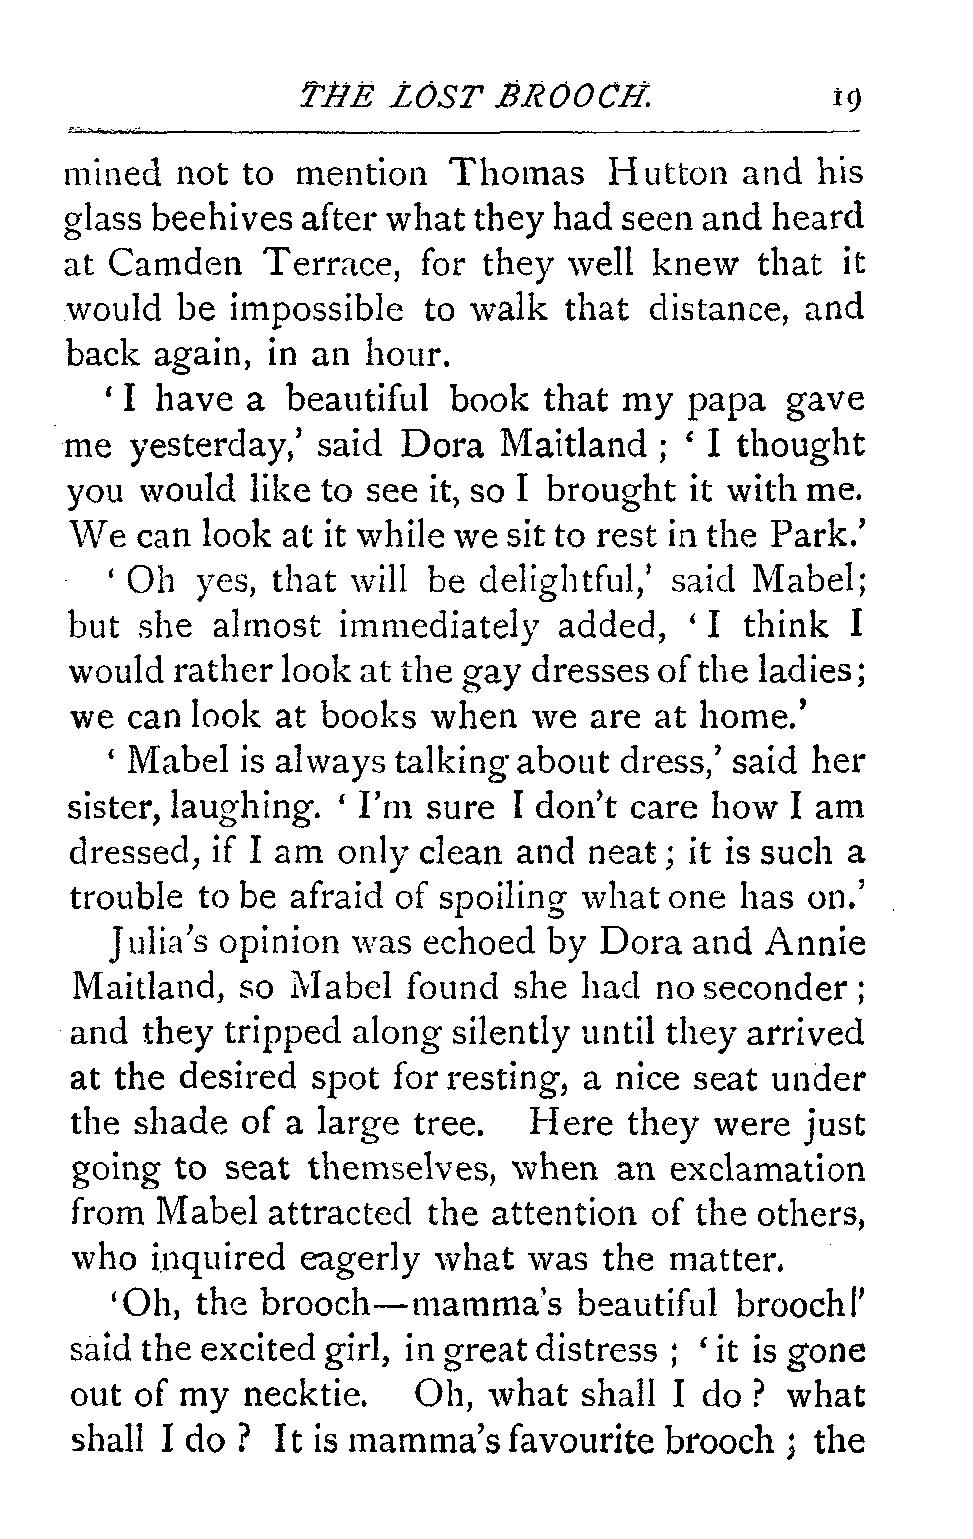 THE LOST BROOCH. 19
mined not to mention Thomas Hutton and his
glass beehives after what they had seen and heard
at Camden Terrace, for they well knew that it
would be impossible to walk that distance, and
back again, in an hour.
‘ I have a beautiful book that my papa gave
me yesterday,’ said Dora Maitland ; ‘ I thought
you would like to see it, so I brought it with me.
We can look at it while we sit to rest in the Park.’
‘ Oh yes, that will be delightful,’ said Mabel;
but she almost immediately added, ‘ I think I
would rather look at the gay dresses of the ladies;
we can look at books when we are at home.’
‘ Mabel is always talking about dress,’ said her
sister, laughing. ‘ I’m sure I don’t care how I am
dressed, if I am only clean and neat ; it is such a
trouble to be afraid of spoiling what one has on.’
Julia’s opinion was echoed by Dora and Annie
Maitland, so Mabel found she had no seconder ;
and they tripped along silently until they arrived
at the desired spot for resting, a nice seat under
the shade of a large tree. Here they were just
going to seat themselves, when an exclamation
from Mabel attracted the attention of the others,
who inquired eagerly what was the matter.
‘Oh, the brooch—mamma’s beautiful brooch!’
said the excited girl, in great distress ; ‘ it is gone
out of my necktie. Oh, what shall I do ? what
shall I do ? It is mamma’s favourite brooch ; the